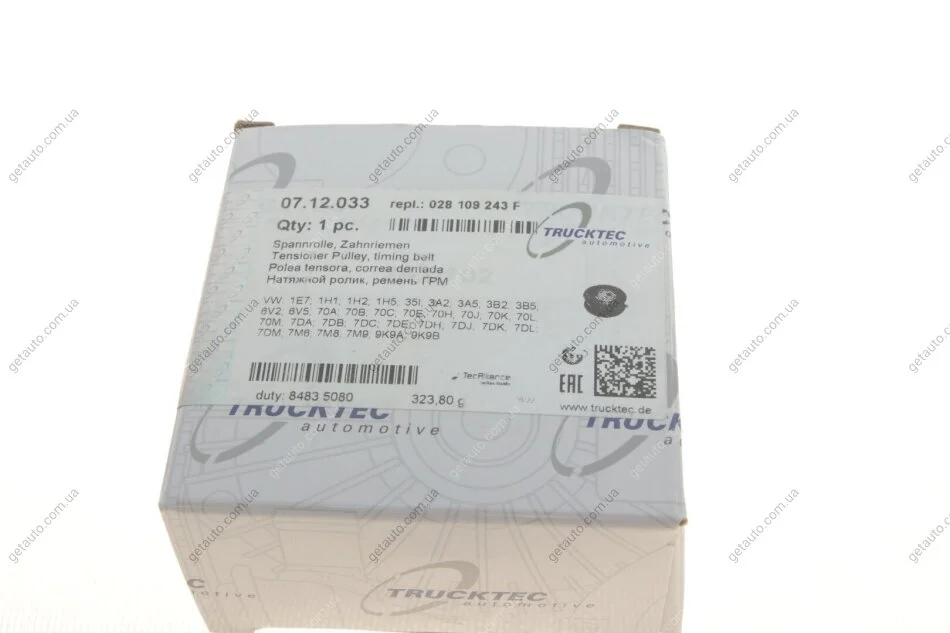 07.12.033 repl.: 028 109 243 F
Qty: 1 pc.
TRUCKTEC
automotive
Spannrolle, Zahnriemen
Tensioner Pulley, timing belt
Polea tensora, correa dentada
Натяжной ролик, ремень ГРМ
VW: 1E7; 1H1; 1H2; 1H5; 35I; 3A2; 3A5; 3B2; 3B5;
6V2; 6V5; 70A; 70B; 70C; 70E; 70H; 70J; 70K; 70L;
70M; 7DA; 7DB; 7DC; 7DE; 7DH; 7DJ; 7DK; 7DL;
7DM; 7M6; 7M8; 7M9; 9K9A; 9K9B
TecAlliance
EAC
duty: 8483 5080 323,80 g
www.trucktec.de
TRUCKTEC
automotive
TRUCKTEC
automotive
getauto.com.ua